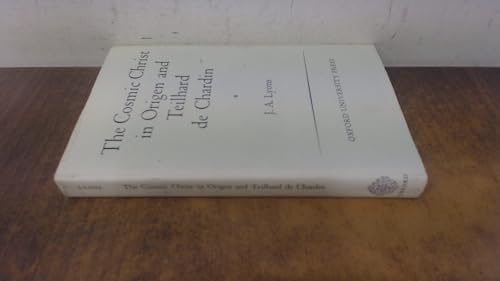 The Cosmic Christ
in Origen and
Teilhard
de Chardin
J. A. Lyons
OXFORD UNIVERSITY PRESS
LYONS
The Cosmic Christ in Origen and Teilhard de Chardin
OXFORD